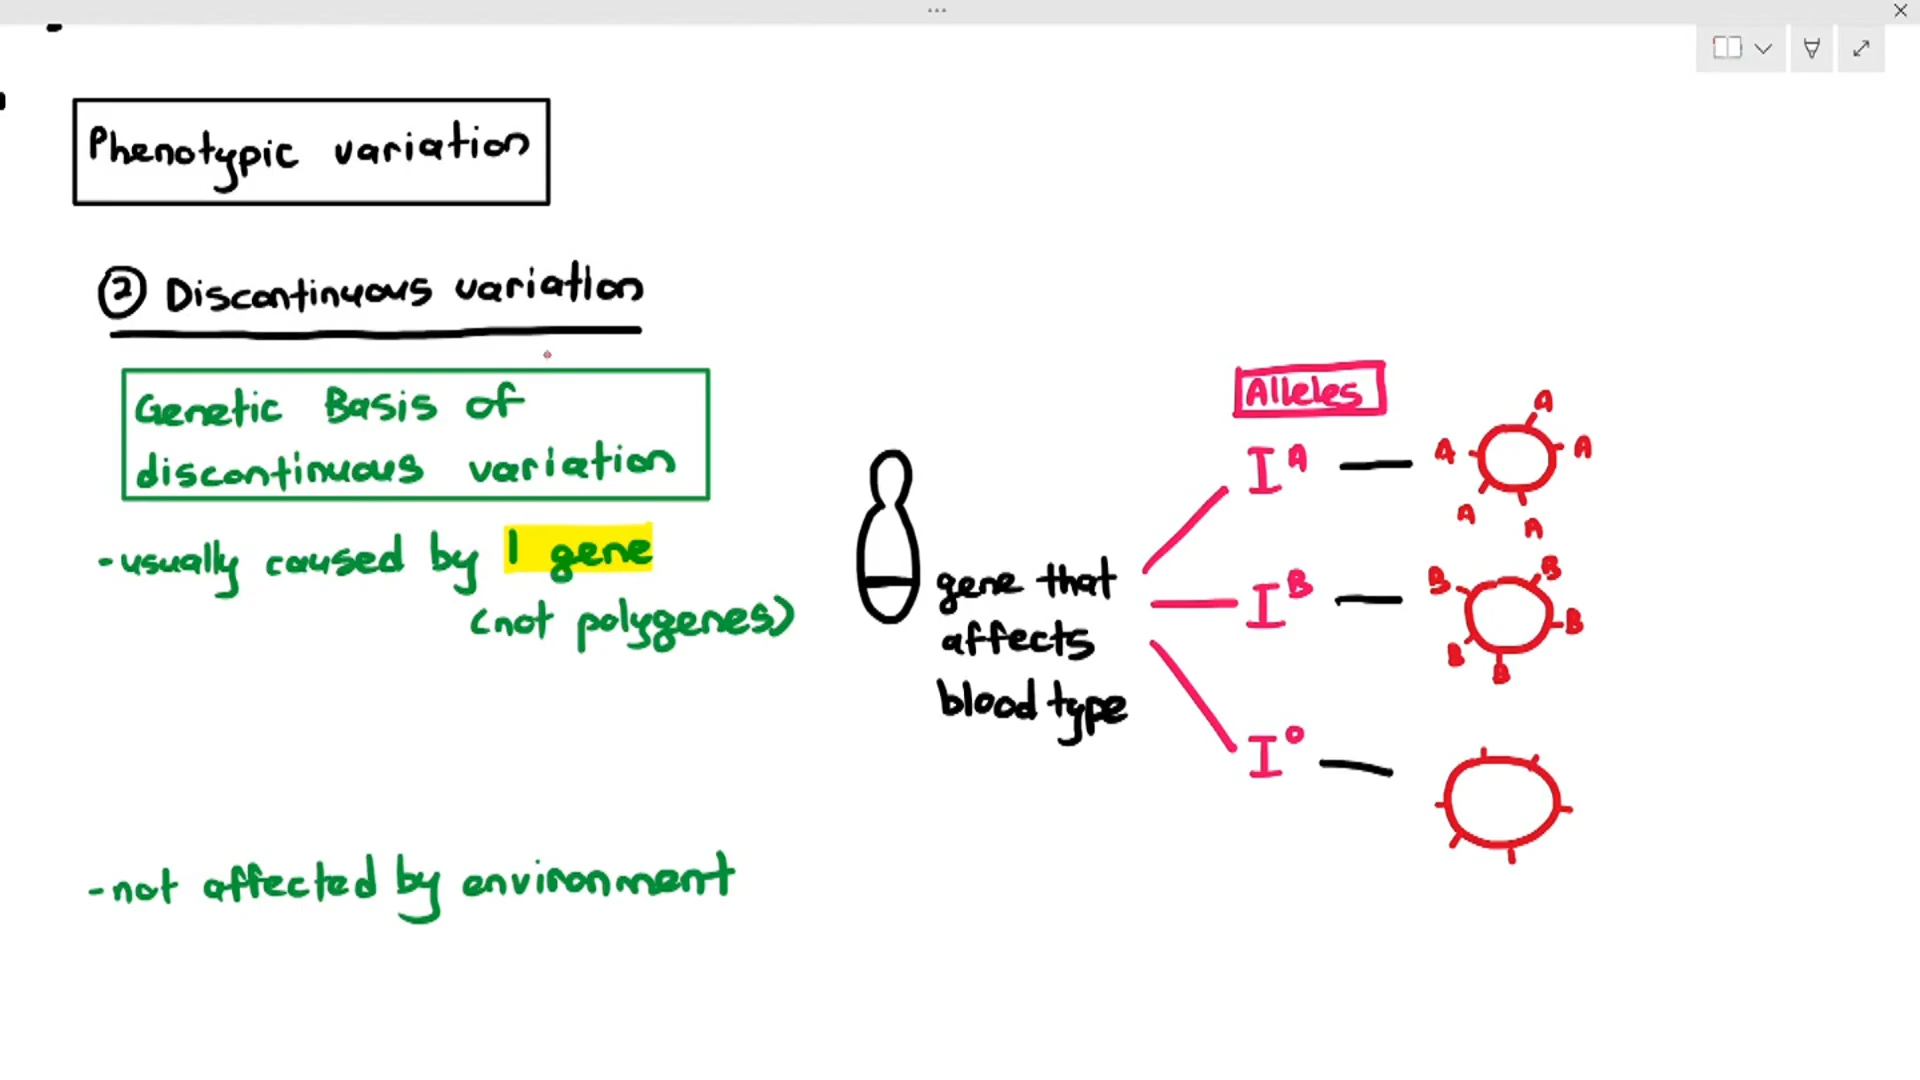 Phenotypic variation
② Discontinuous variation
Genetic Basis of
discontinuous variation
-usually caused by 1 gene
(not polygenes)
-not affected by environment
gene that
affects
blood type
Alleles
I^A
A
A
A
A
A
I^B
B
B
B
B
B
I^O